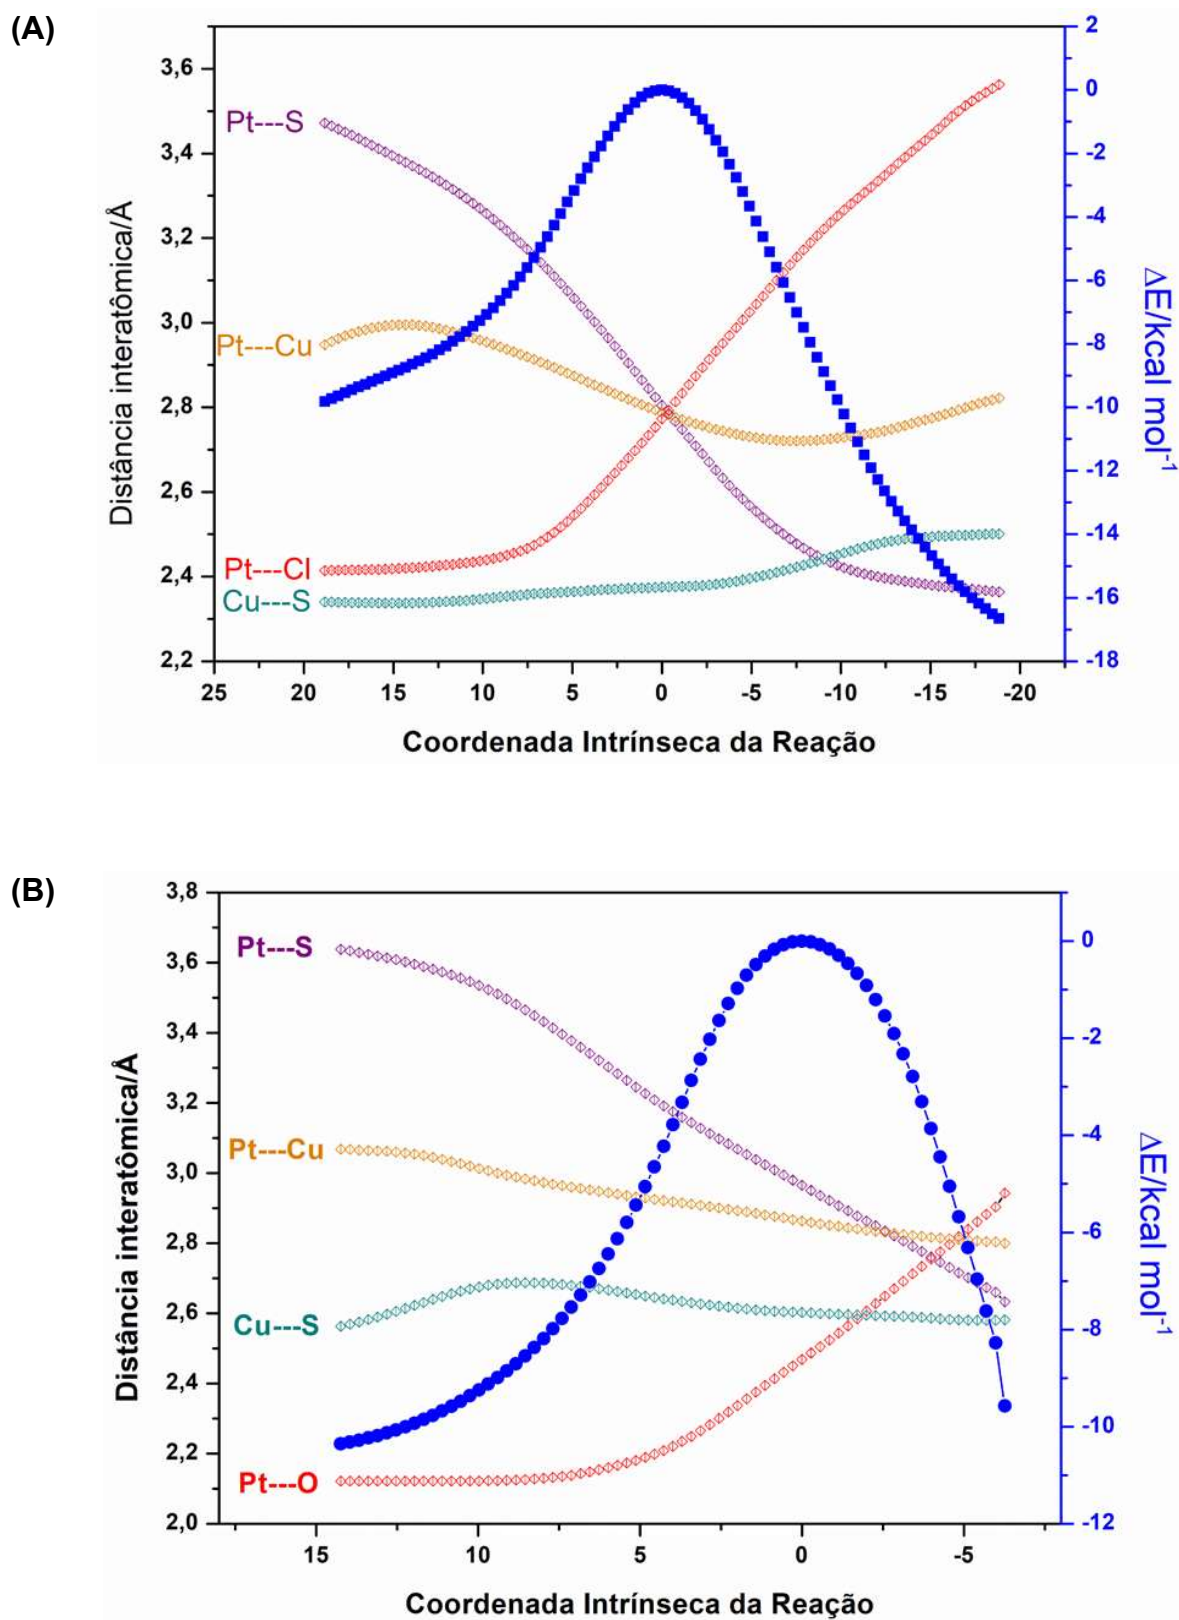 (A)
2
3,6
0
Pt---S
3,4
-2
-4
3,2
-6
Distância interatômica/Å
3,0
Pt---Cu
-8
ΔE/kcal mol-1
2,8
-10
-12
2,6
-14
Pt---Cl
2,4
Cu---S
-16
2,2
-18
25 20 15 10 5 0 -5 -10 -15 -20
Coordenada Intrínseca da Reação
(B)
3,8
Pt---S
0
3,6
3,4
-2
3,2
-4
Distância interatômica/Å
Pt---Cu
3,0
ΔE/kcal mol-1
2,8
-6
2,6
Cu---S
-8
2,4
-10
2,2
Pt---O
2,0
-12
15 10 5 0 -5
Coordenada Intrínseca da Reação